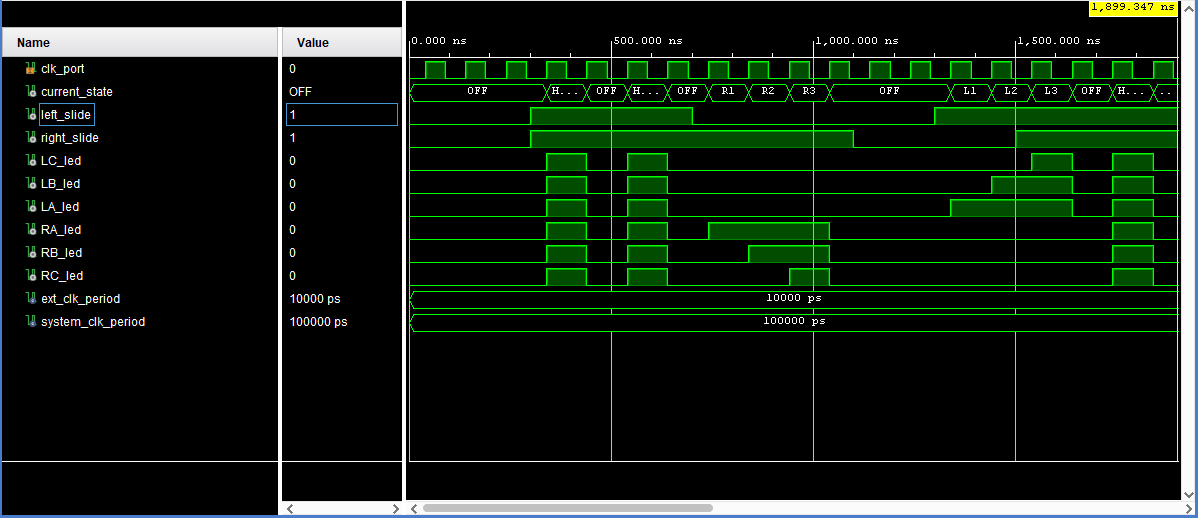 1,899.347 ns
Name Value
0.000 ns 500.000 ns 1,000.000 ns 1,500.000 ns
clk_port 0
current_state OFF OFF H... OFF H... OFF R1 R2 R3 OFF L1 L2 L3 OFF H... ..
left_slide 1
right_slide 1
LC_led 0
LB_led 0
LA_led 0
RA_led 0
RB_led 0
RC_led 0
ext_clk_period 10000 ps 10000 ps
system_clk_period 100000 ps 100000 ps